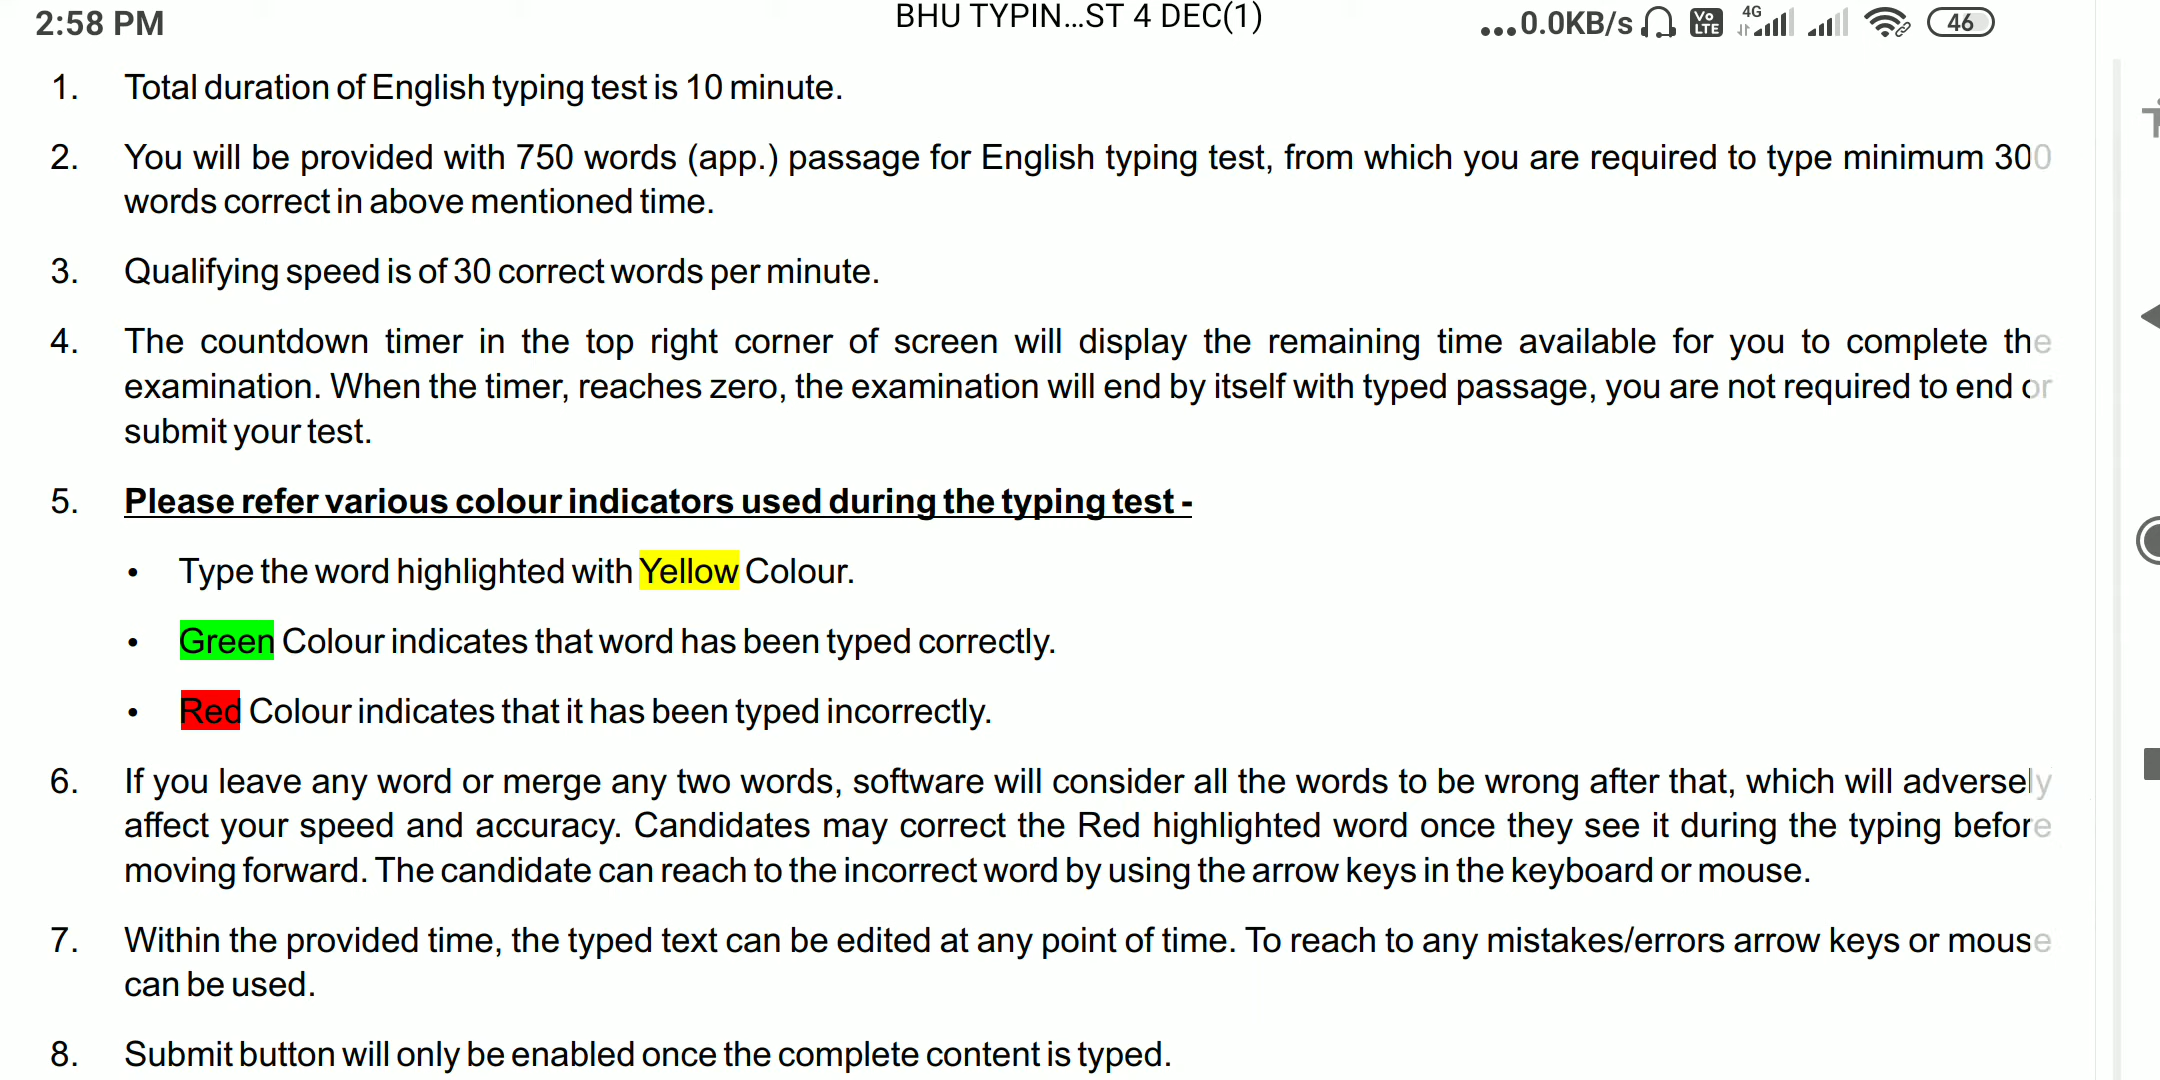 2:58 PM BHU TYPIN...ST 4 DEC(1) ...0.0KB/s Vo LTE 4G 46
1. Total duration of English typing test is 10 minute.
2. You will be provided with 750 words (app.) passage for English typing test, from which you are required to type minimum 300
words correct in above mentioned time.
3. Qualifying speed is of 30 correct words per minute.
4. The countdown timer in the top right corner of screen will display the remaining time available for you to complete the
examination. When the timer, reaches zero, the examination will end by itself with typed passage, you are not required to end or
submit your test.
5. Please refer various colour indicators used during the typing test -
• Type the word highlighted with Yellow Colour.
• Green Colour indicates that word has been typed correctly.
• Red Colour indicates that it has been typed incorrectly.
6. If you leave any word or merge any two words, software will consider all the words to be wrong after that, which will adversely
affect your speed and accuracy. Candidates may correct the Red highlighted word once they see it during the typing before
moving forward. The candidate can reach to the incorrect word by using the arrow keys in the keyboard or mouse.
7. Within the provided time, the typed text can be edited at any point of time. To reach to any mistakes/errors arrow keys or mouse
can be used.
8. Submit button will only be enabled once the complete content is typed.